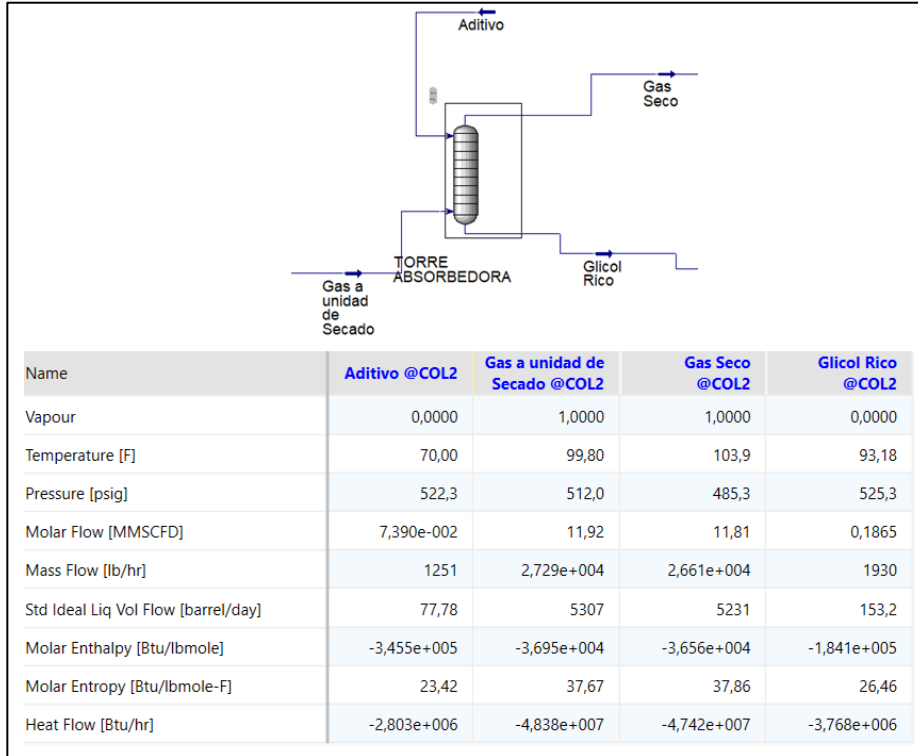 Aditivo
Gas
Seco
TORRE
ABSORBEDORA
Glicol
Rico
Gas a
unidad
de
Secado
Name Aditivo @COL2 Gas a unidad de Secado @COL2 Gas Seco @COL2 Glicol Rico @COL2
Vapour 0,0000 1,0000 1,0000 0,0000
Temperature [F] 70,00 99,80 103,9 93,18
Pressure [psig] 522,3 512,0 485,3 525,3
Molar Flow [MMSCFD] 7,390e-002 11,92 11,81 0,1865
Mass Flow [lb/hr] 1251 2,729e+004 2,661e+004 1930
Std Ideal Liq Vol Flow [barrel/day] 77,78 5307 5231 153,2
Molar Enthalpy [Btu/lbmole] -3,455e+005 -3,695e+004 -3,656e+004 -1,841e+005
Molar Entropy [Btu/lbmole-F] 23,42 37,67 37,86 26,46
Heat Flow [Btu/hr] -2,803e+006 -4,838e+007 -4,742e+007 -3,768e+006